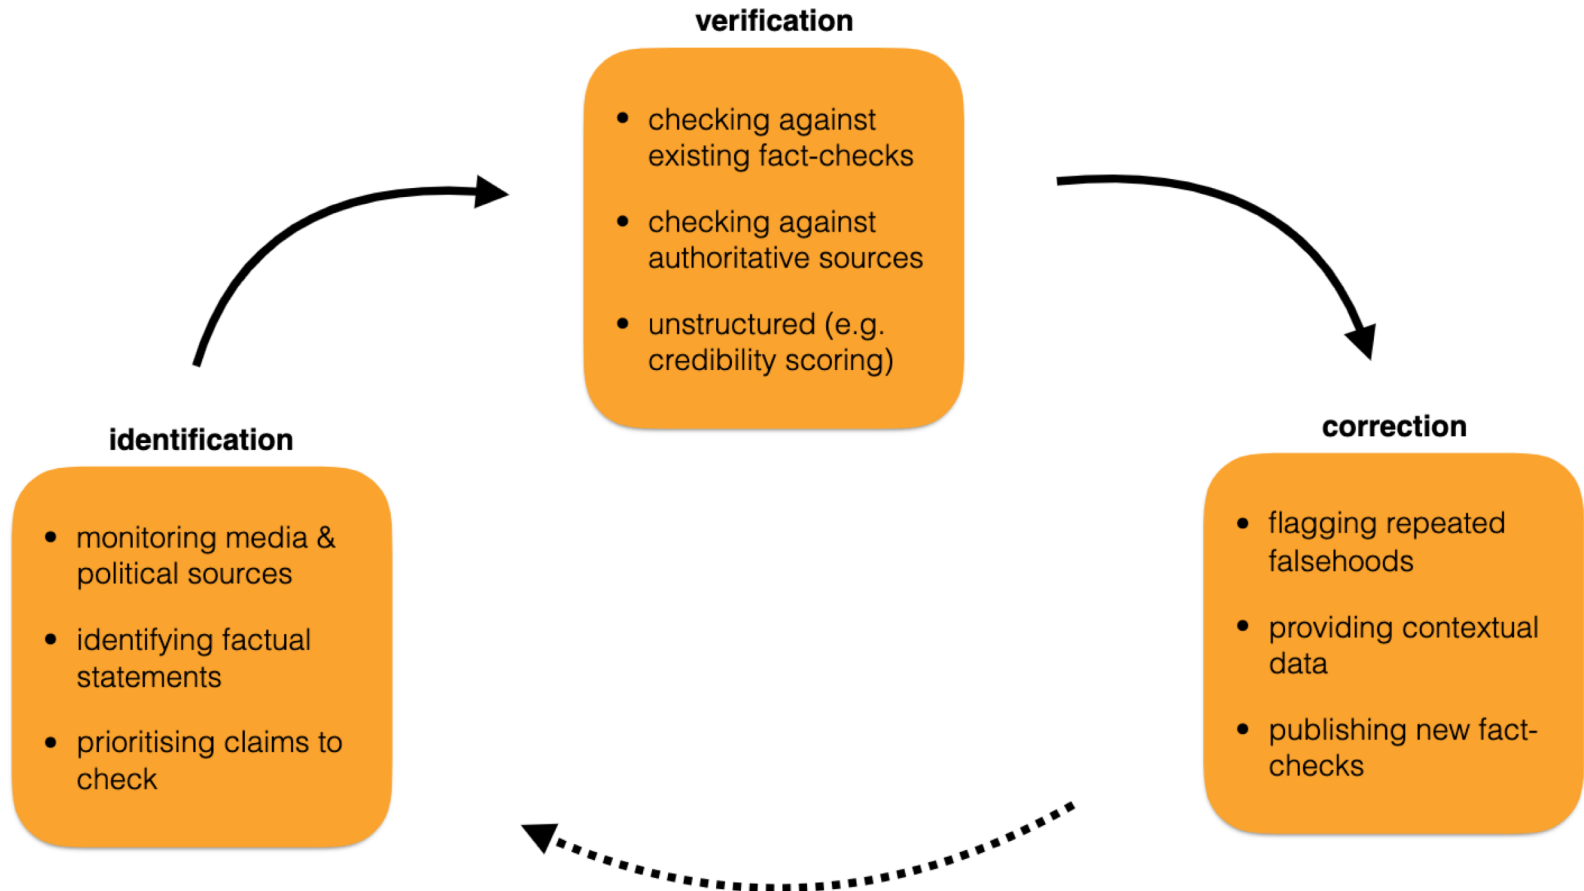 verification
• checking against
existing fact-checks
• checking against
authoritative sources
• unstructured (e.g.
credibility scoring)
identification
• monitoring media &
political sources
• identifying factual
statements
• prioritising claims to
check
correction
• flagging repeated
falsehoods
• providing contextual
data
• publishing new fact-
checks